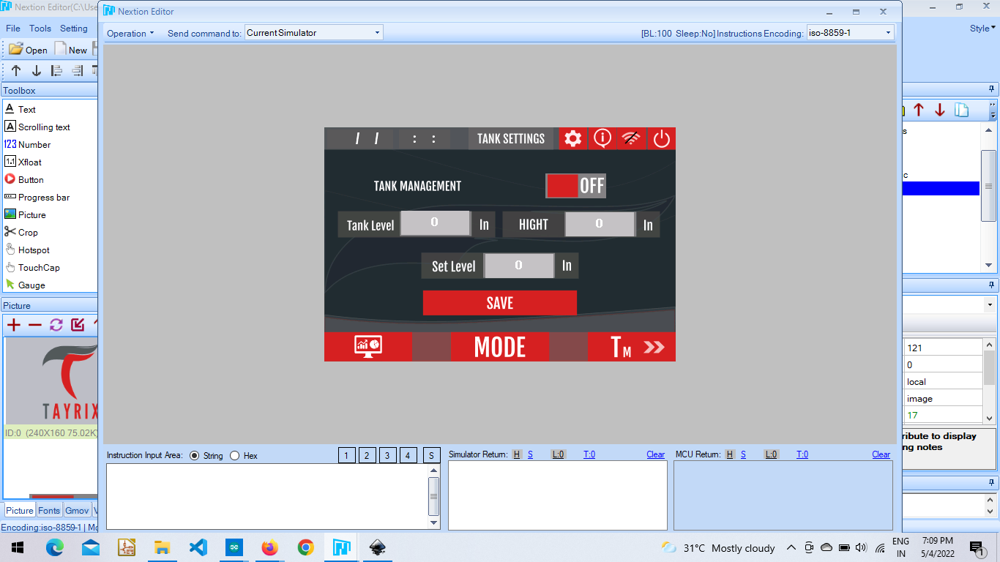 Nextion Editor(C:\Use
Nextion Editor
File Tools Setting
Style
Operation
Send command to: Current Simulator
[BL:100 Sleep:No] Instructions Encoding: iso-8859-1
Open New
Toolbox
Text
Scrolling text
Number
Xfloat
Button
Progress bar
Picture
Crop
Hotspot
TouchCap
Gauge
/ / : : TANK SETTINGS
TANK MANAGEMENT OFF
Tank Level 0 In HIGHT 0 In
Set Level 0 In
SAVE
MODE TM
Picture
TAYRIX
ID:0 (240X160 75.02K)
Picture Fonts Gmov V
Encoding:iso-8859-1 | Mo
s
c
121
0
local
image
17
ribute to display
ng notes
Instruction Input Area: String Hex 1 2 3 4 S
Simulator Return: H S L:0 T:0 Clear
MCU Return: H S L:0 T:0 Clear
31°C Mostly cloudy
ENG
IN
7:09 PM
5/4/2022
1